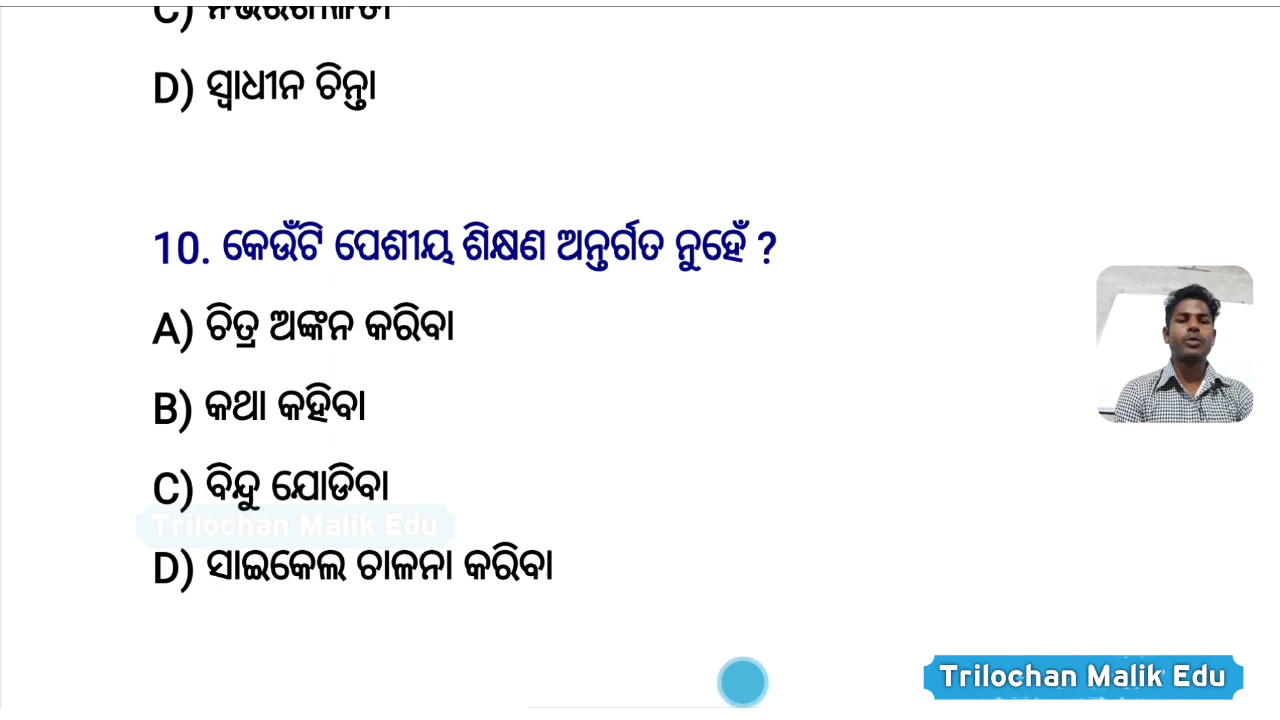 D) ସ୍ଵାଧୀନ ଚିନ୍ତା
10. କେଉଁଟି ପେଶୀୟ ଶିକ୍ଷଣ ଅନ୍ତର୍ଗତ ନୁହେଁ ?
A) ଚିତ୍ର ଅଙ୍କନ କରିବା
B) କଥା କହିବା
C) ବିନ୍ଦୁ ଯୋଡିବା
Trilochan Malik Edu
D) ସାଇକେଲ ଚାଳନା କରିବା
Trilochan Malik Edu